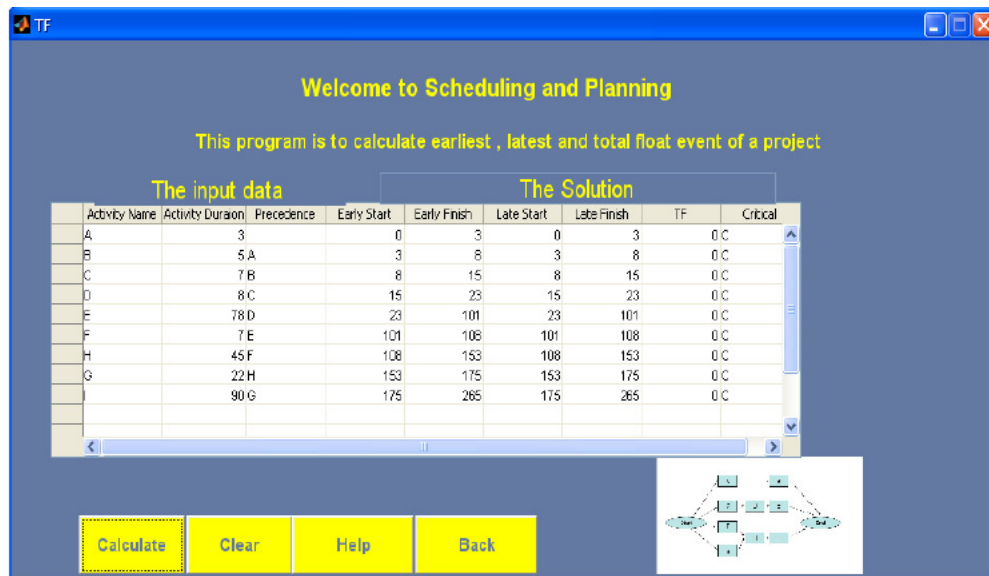 TF
Welcome to Scheduling and Planning
This program is to calculate earliest , latest and total float event of a project
The input data The Solution
Activity Name Activity Duraion Precedence Early Start Early Finish Late Start Late Finish TF Critical
A 3 0 3 0 3 0 C
B 5 A 3 8 3 8 0 C
C 7 B 8 15 8 15 0 C
D 8 C 15 23 15 23 0 C
E 78 D 23 101 23 101 0 C
F 7 E 101 108 101 108 0 C
H 45 F 108 153 108 153 0 C
G 22 H 153 175 153 175 0 C
I 90 G 175 265 175 265 0 C
Calculate Clear Help Back